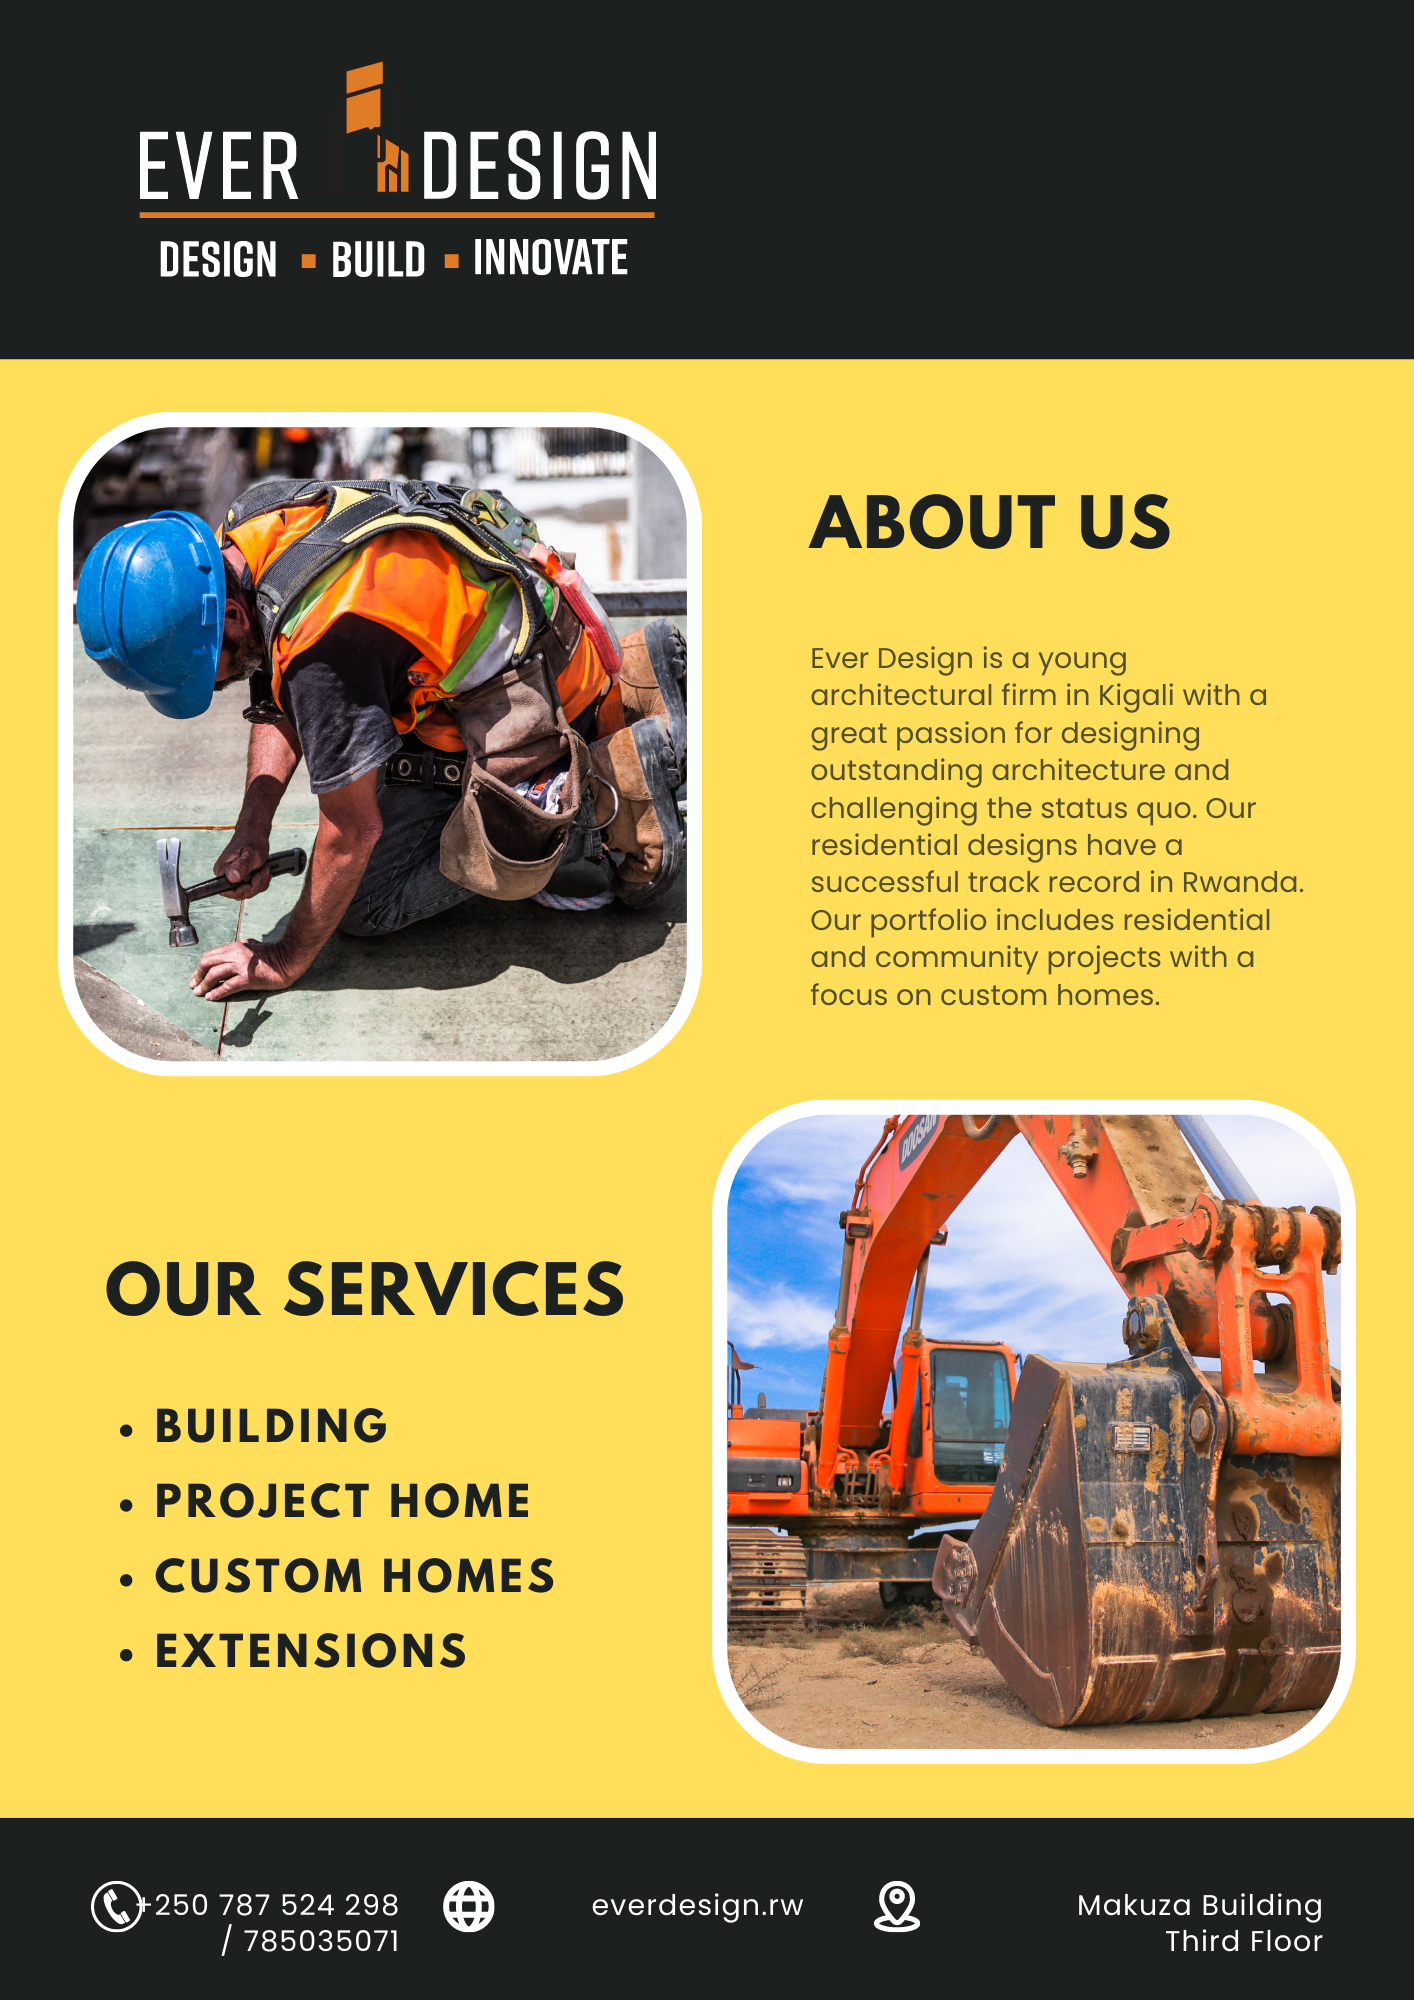 EVER DESIGN
DESIGN ▪ BUILD ▪ INNOVATE
ABOUT US
Ever Design is a young
architectural firm in Kigali with a
great passion for designing
outstanding architecture and
challenging the status quo. Our
residential designs have a
successful track record in Rwanda.
Our portfolio includes residential
and community projects with a
focus on custom homes.
DOOSAN
OUR SERVICES
• BUILDING
• PROJECT HOME
• CUSTOM HOMES
• EXTENSIONS
+250 787 524 298
/ 785035071
everdesign.rw
Makuza Building
Third Floor